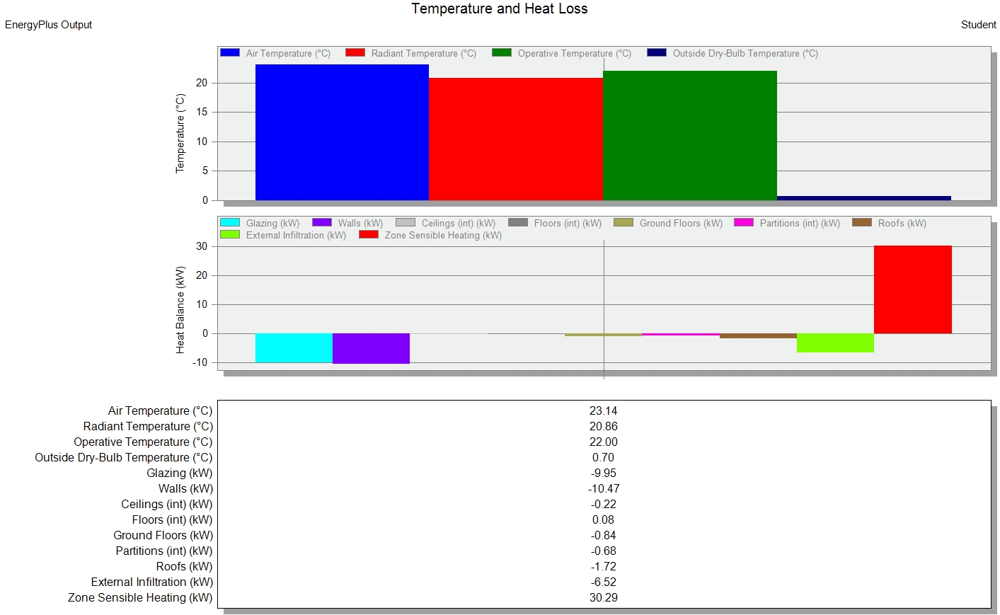 Temperature and Heat Loss
EnergyPlus Output
Student
Air Temperature (°C) Radiant Temperature (°C) Operative Temperature (°C) Outside Dry-Bulb Temperature (°C)
Temperature (°C)
20
15
10
5
0
Glazing (kW) Walls (kW) Ceilings (int) (kW) Floors (int) (kW) Ground Floors (kW) Partitions (int) (kW) Roofs (kW)
External Infiltration (kW) Zone Sensible Heating (kW)
Heat Balance (kW)
30
20
10
0
-10
Air Temperature (°C) 23.14
Radiant Temperature (°C) 20.86
Operative Temperature (°C) 22.00
Outside Dry-Bulb Temperature (°C) 0.70
Glazing (kW) -9.95
Walls (kW) -10.47
Ceilings (int) (kW) -0.22
Floors (int) (kW) 0.08
Ground Floors (kW) -0.84
Partitions (int) (kW) -0.68
Roofs (kW) -1.72
External Infiltration (kW) -6.52
Zone Sensible Heating (kW) 30.29